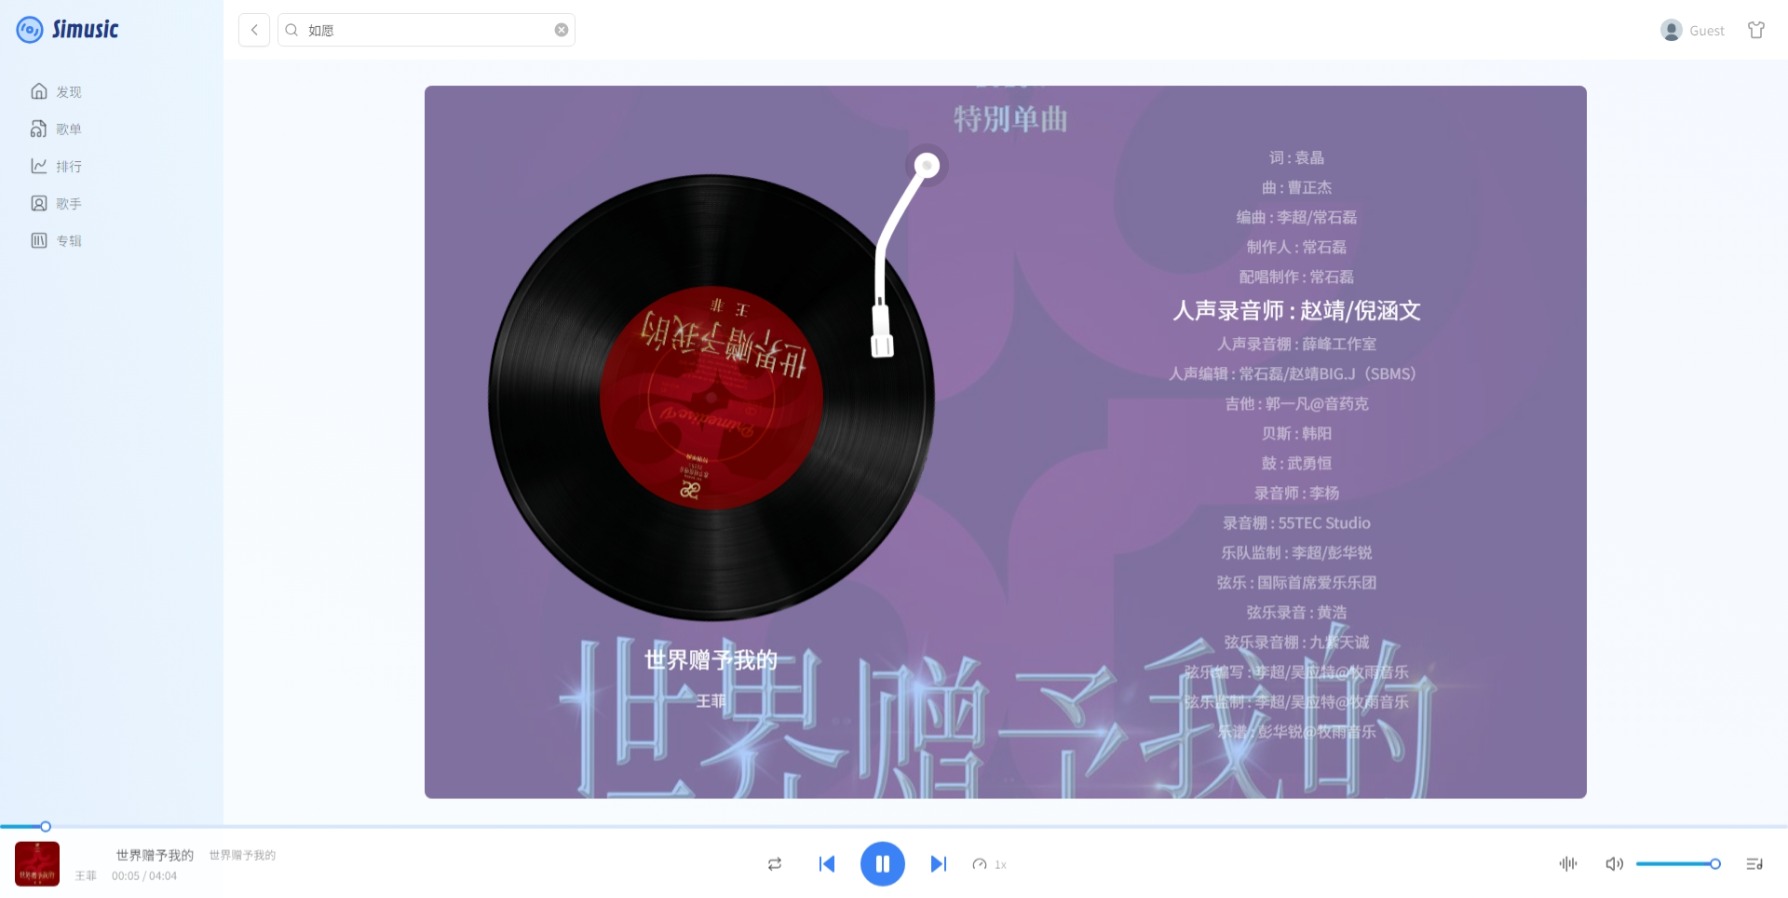 Simusic
如愿
Guest
发现
歌单
排行
歌手
专辑
特别单曲
王菲
世界赠予我的
世界赠予我的
王菲
词 : 袁晶
曲 : 曹正杰
编曲 : 李超/常石磊
制作人 : 常石磊
配唱制作 : 常石磊
人声录音师 : 赵靖/倪涵文
人声录音棚 : 薛峰工作室
人声编辑 : 常石磊/赵靖BIG.J（SBMS）
吉他 : 郭一凡@音药克
贝斯 : 韩阳
鼓 : 武勇恒
录音师 : 李杨
录音棚 : 55TEC Studio
乐队监制 : 李超/彭华锐
弦乐 : 国际首席爱乐乐团
弦乐录音 : 黄浩
弦乐录音棚 : 九紫天诚
弦乐编写 : 李超/吴应特@牧雨音乐
弦乐监制 : 李超/吴应特@牧雨音乐
乐谱 : 彭华锐@牧雨音乐
世界赠予我的
世界赠予我的 世界赠予我的
王菲 00:05 / 04:04
1x